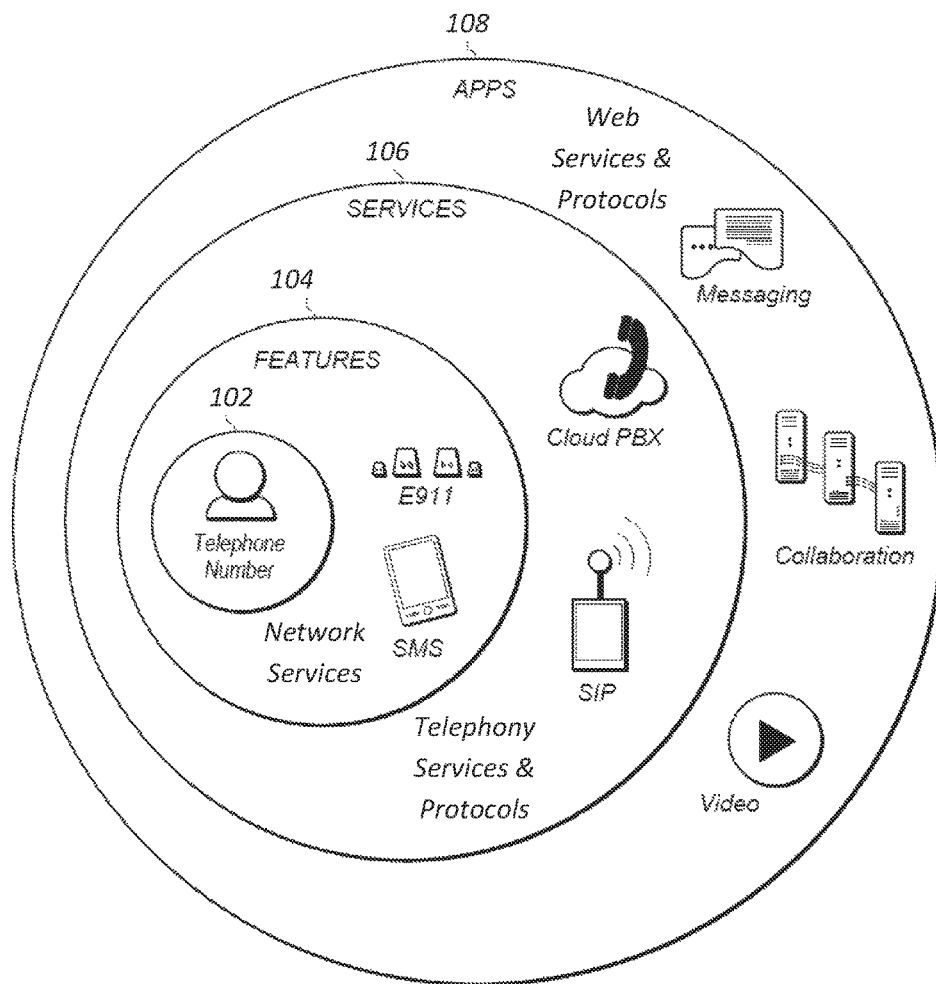 108
APPS
Web
Services &
Protocols
106
SERVICES
Messaging
104
FEATURES
Cloud PBX
102
E911
Telephone
Number
Collaboration
Network
Services
SMS
SIP
Telephony
Services &
Protocols
Video